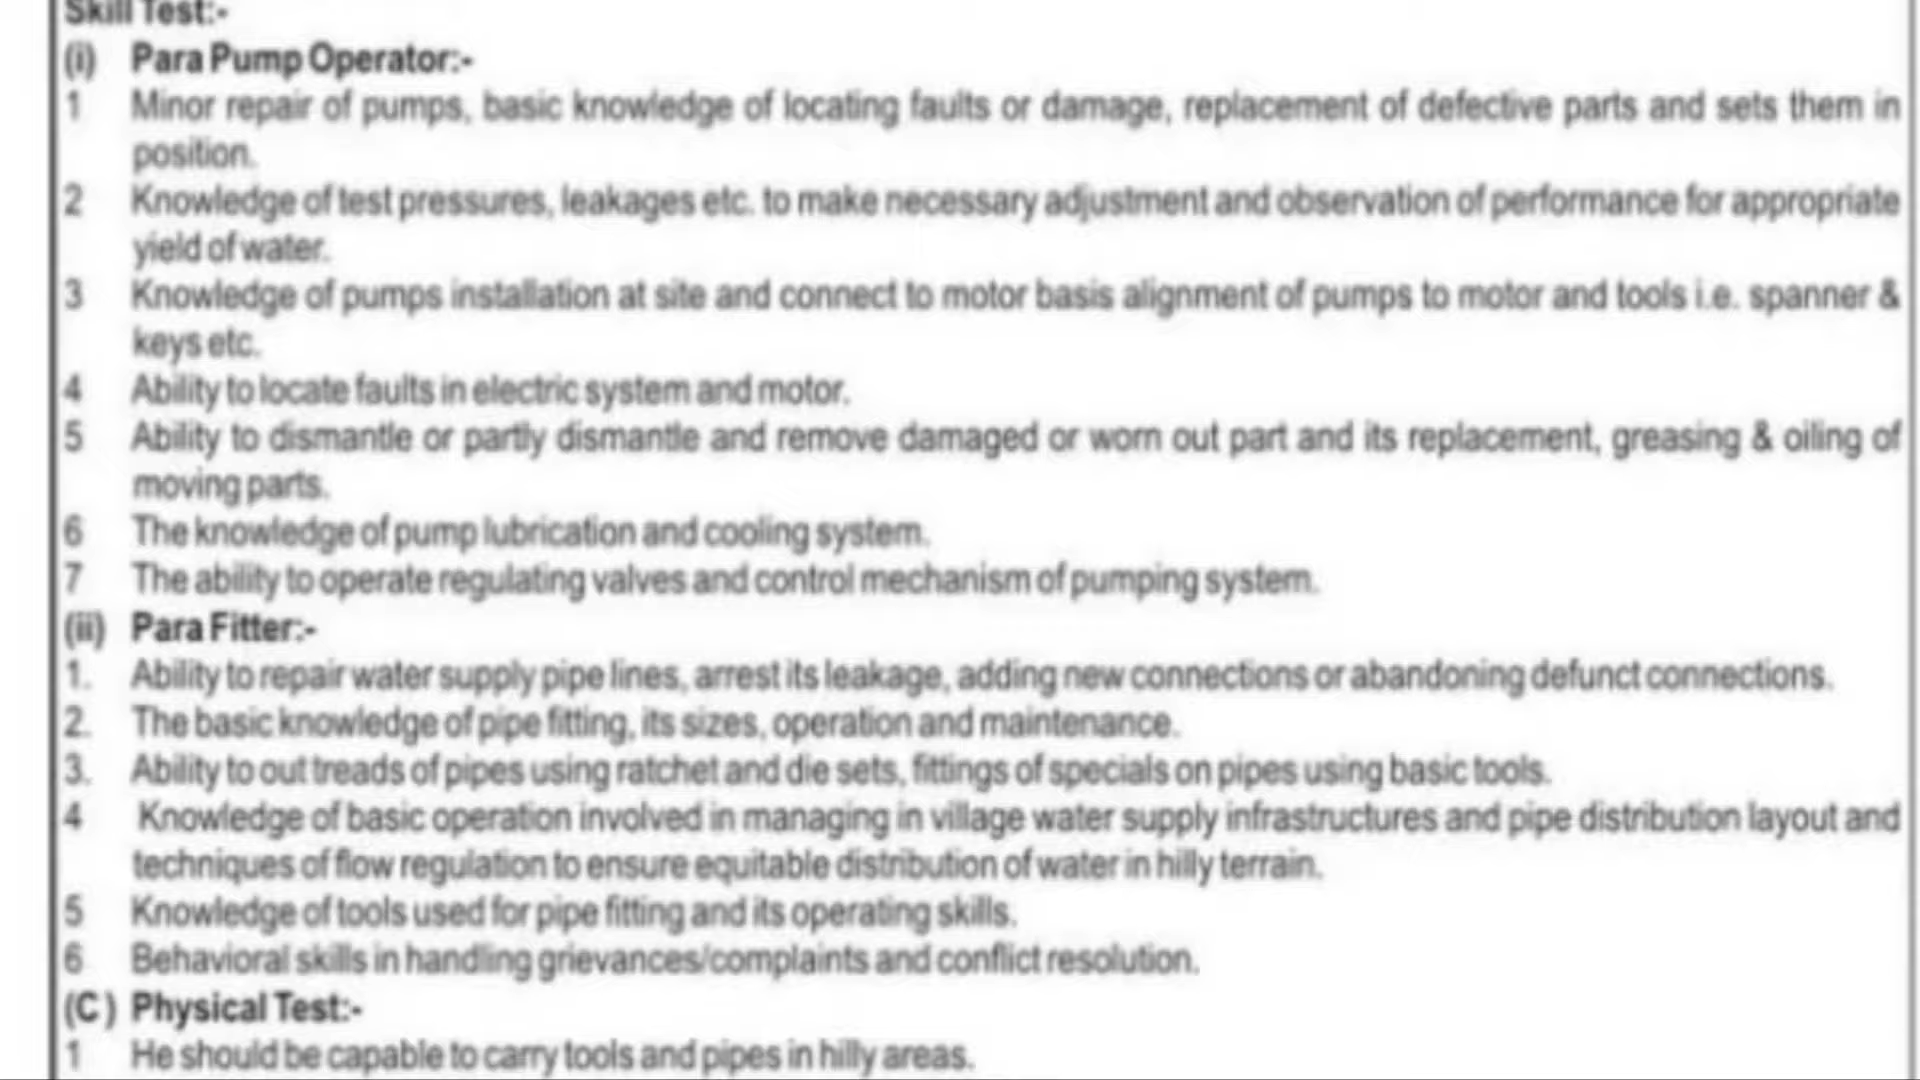 Skill Test:-
(i) Para Pump Operator:-
1 Minor repair of pumps, basic knowledge of locating faults or damage, replacement of defective parts and sets them in
position.
2 Knowledge of test pressures, leakages etc. to make necessary adjustment and observation of performance for appropriate
yield of water.
3 Knowledge of pumps installation at site and connect to motor basis alignment of pumps to motor and tools i.e. spanner &
keys etc.
4 Ability to locate faults in electric system and motor.
5 Ability to dismantle or partly dismantle and remove damaged or worn out part and its replacement, greasing & oiling of
moving parts.
6 The knowledge of pump lubrication and cooling system.
7 The ability to operate regulating valves and control mechanism of pumping system.
(ii) Para Fitter:-
1. Ability to repair water supply pipe lines, arrest its leakage, adding new connections or abandoning defunct connections.
2. The basic knowledge of pipe fitting, its sizes, operation and maintenance.
3. Ability to out treads of pipes using ratchet and die sets, fittings of specials on pipes using basic tools.
4 Knowledge of basic operation involved in managing in village water supply infrastructures and pipe distribution layout and
techniques of flow regulation to ensure equitable distribution of water in hilly terrain.
5 Knowledge of tools used for pipe fitting and its operating skills.
6 Behavioral skills in handling grievances/complaints and conflict resolution.
(C) Physical Test:-
1 He should be capable to carry tools and pipes in hilly areas.